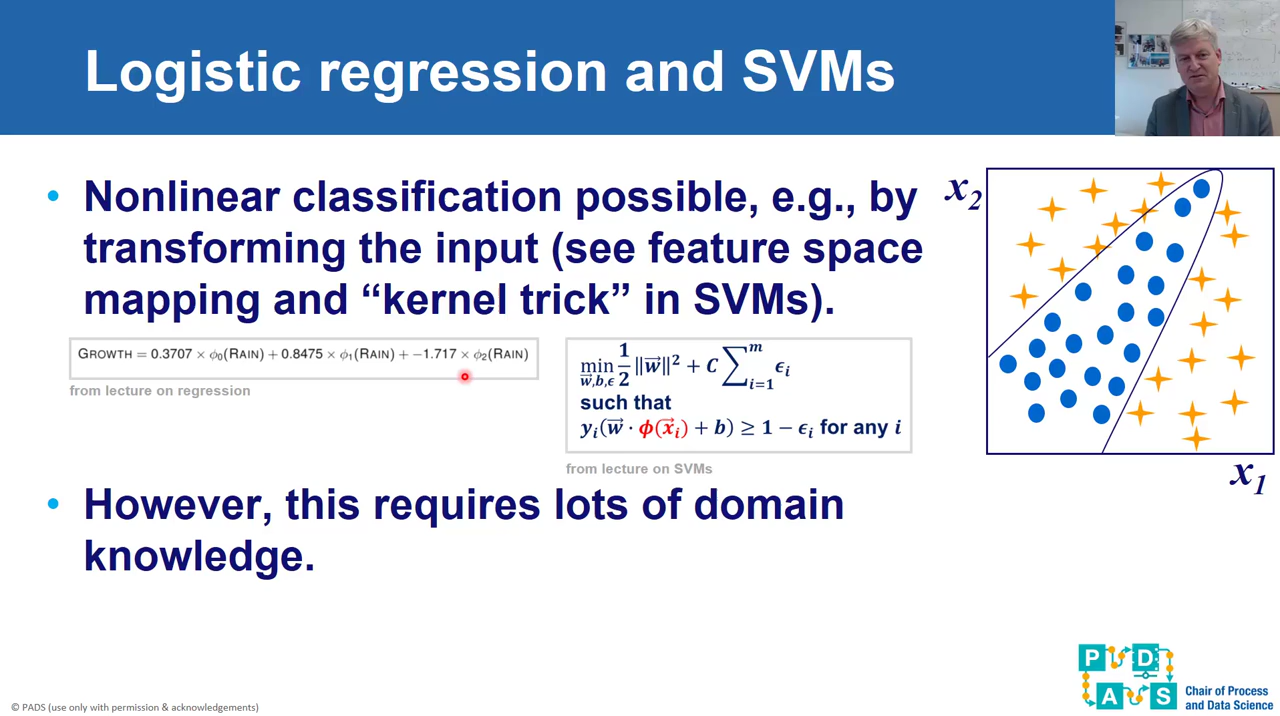 Logistic regression and SVMs
• Nonlinear classification possible, e.g., by
transforming the input (see feature space
mapping and “kernel trick” in SVMs).
GROWTH = 0.3707 × ϕ₀(RAIN) + 0.8475 × ϕ₁(RAIN) + −1.717 × ϕ₂(RAIN)
from lecture on regression
min_{w⃗,b,ϵ} 1/2 ‖w⃗‖² + C ∑_{i=1}^{m} ϵᵢ
such that
yᵢ(w⃗ · ϕ(x⃗ᵢ) + b) ≥ 1 − ϵᵢ for any i
from lecture on SVMs
x₂
x₁
• However, this requires lots of domain
knowledge.
P D
A S
Chair of Process
and Data Science
© PADS (use only with permission & acknowledgements)